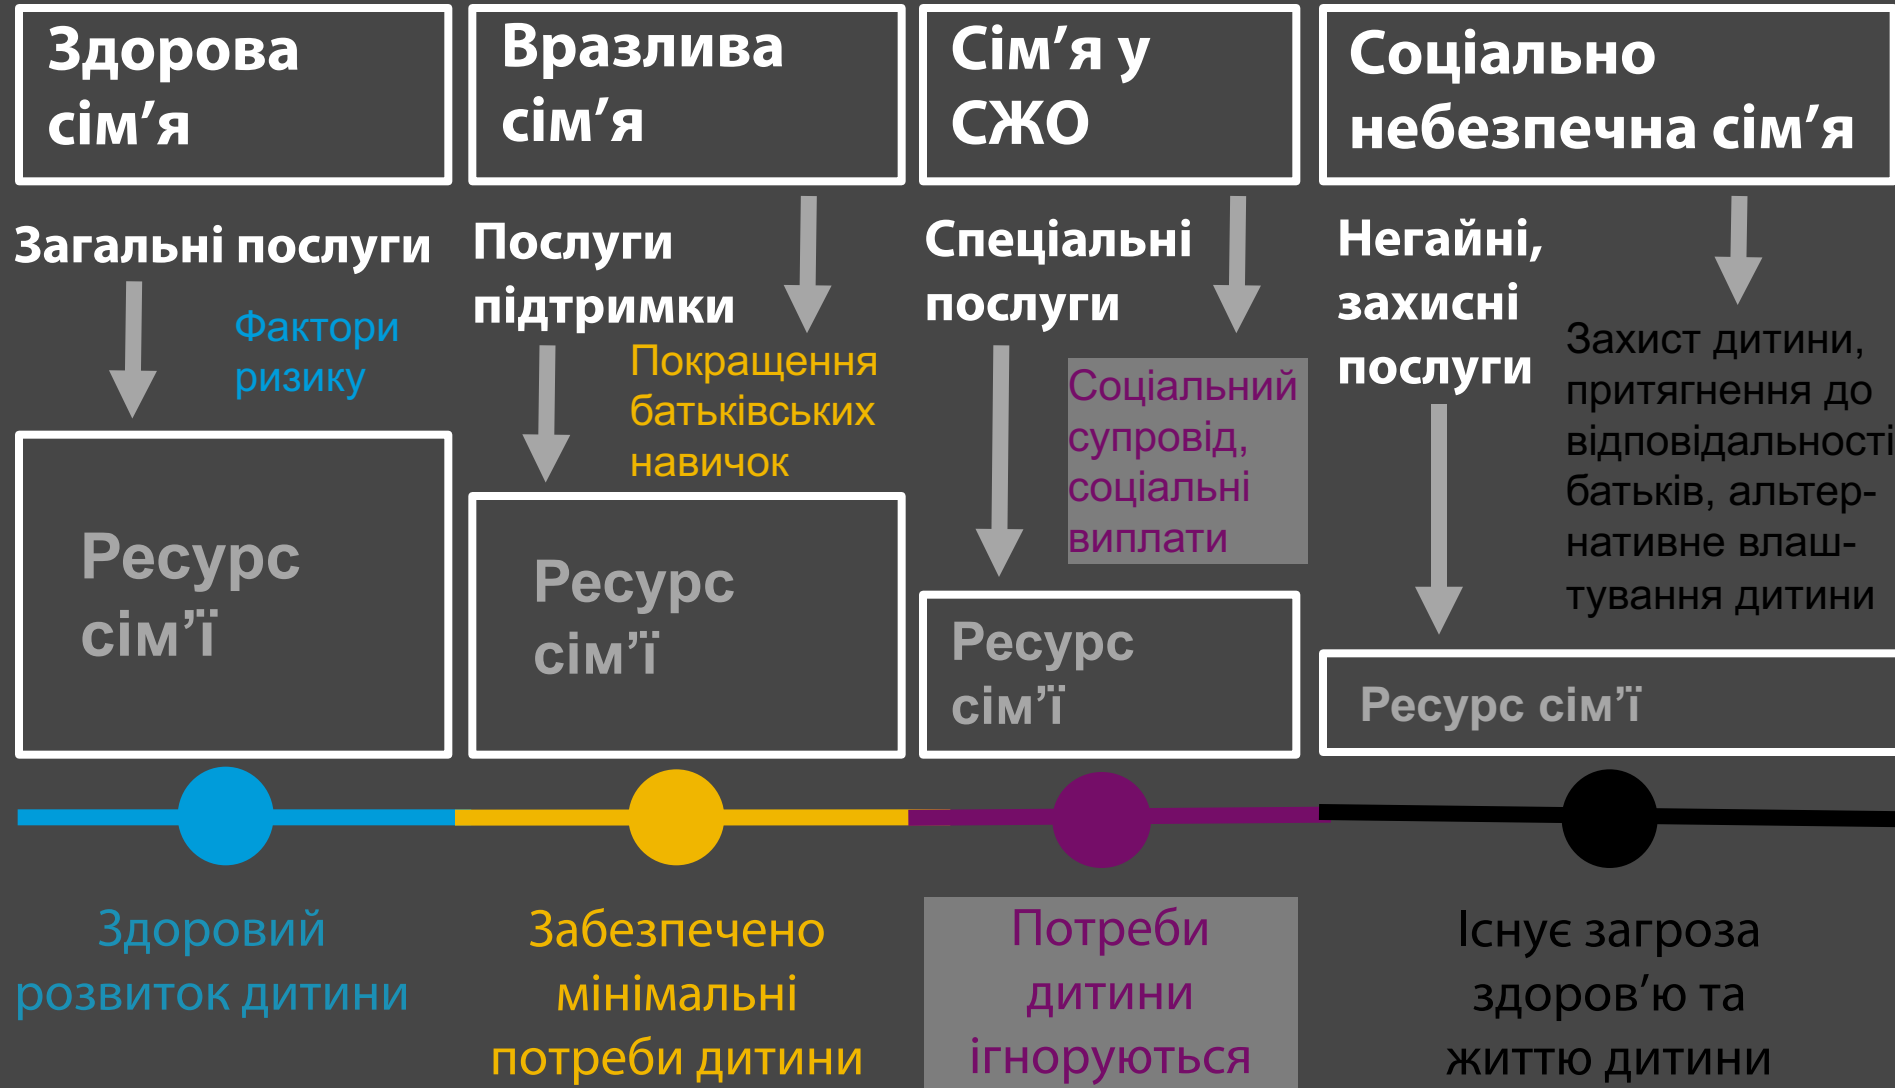 Здорова
сім’я
Вразлива
сім’я
Сім’я у
СЖО
Соціально
небезпечна сім’я
Загальні послуги
Фактори
ризику
Послуги
підтримки
Покращення
батьківських
навичок
Спеціальні
послуги
Соціальний
супровід,
соціальні
виплати
Негайні,
захисні
послуги
Захист дитини,
притягнення до
відповідальності
батьків, альтер-
нативне влаш-
тування дитини
Ресурс
сім’ї
Ресурс
сім’ї
Ресурс
сім’ї
Ресурс сім’ї
Здоровий
розвиток дитини
Забезпечено
мінімальні
потреби дитини
Потреби
дитини
ігноруються
Існує загроза
здоров’ю та
життю дитини